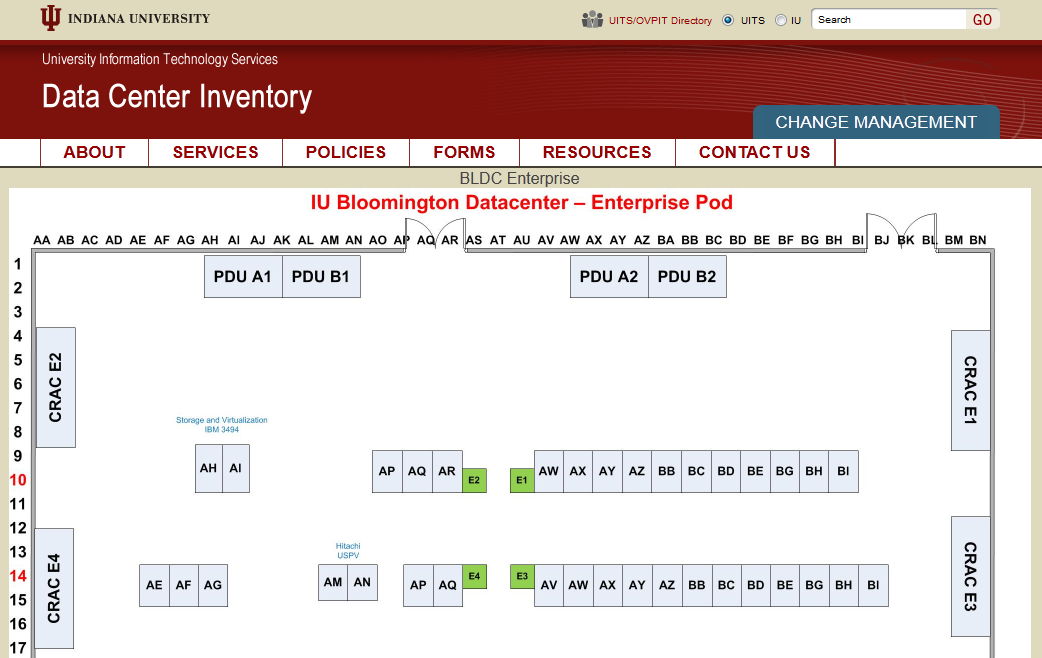 INDIANA UNIVERSITY
UITS/OVPIT Directory UITS IU Search GO
University Information Technology Services
Data Center Inventory
CHANGE MANAGEMENT
ABOUT SERVICES POLICIES FORMS RESOURCES CONTACT US
BLDC Enterprise
IU Bloomington Datacenter – Enterprise Pod
AA AB AC AD AE AF AG AH AI AJ AK AL AM AN AO AP AQ AR AS AT AU AV AW AX AY AZ BA BB BC BD BE BF BG BH BI BJ BK BL BM BN
1
PDU A1 PDU B1 PDU A2 PDU B2
2
3
4
5
CRAC E2 CRAC E1
6
7
Storage and Virtualization
8
IBM 3494
9
AH AI AP AQ AR AW AX AY AZ BB BC BD BE BG BH BI
10
E2 E1
11
12
13
Hitachi
USPV
14
E4 E3
CRAC E4 CRAC E3
AE AF AG AM AN AP AQ AV AW AX AY AZ BB BC BD BE BG BH BI
15
16
17